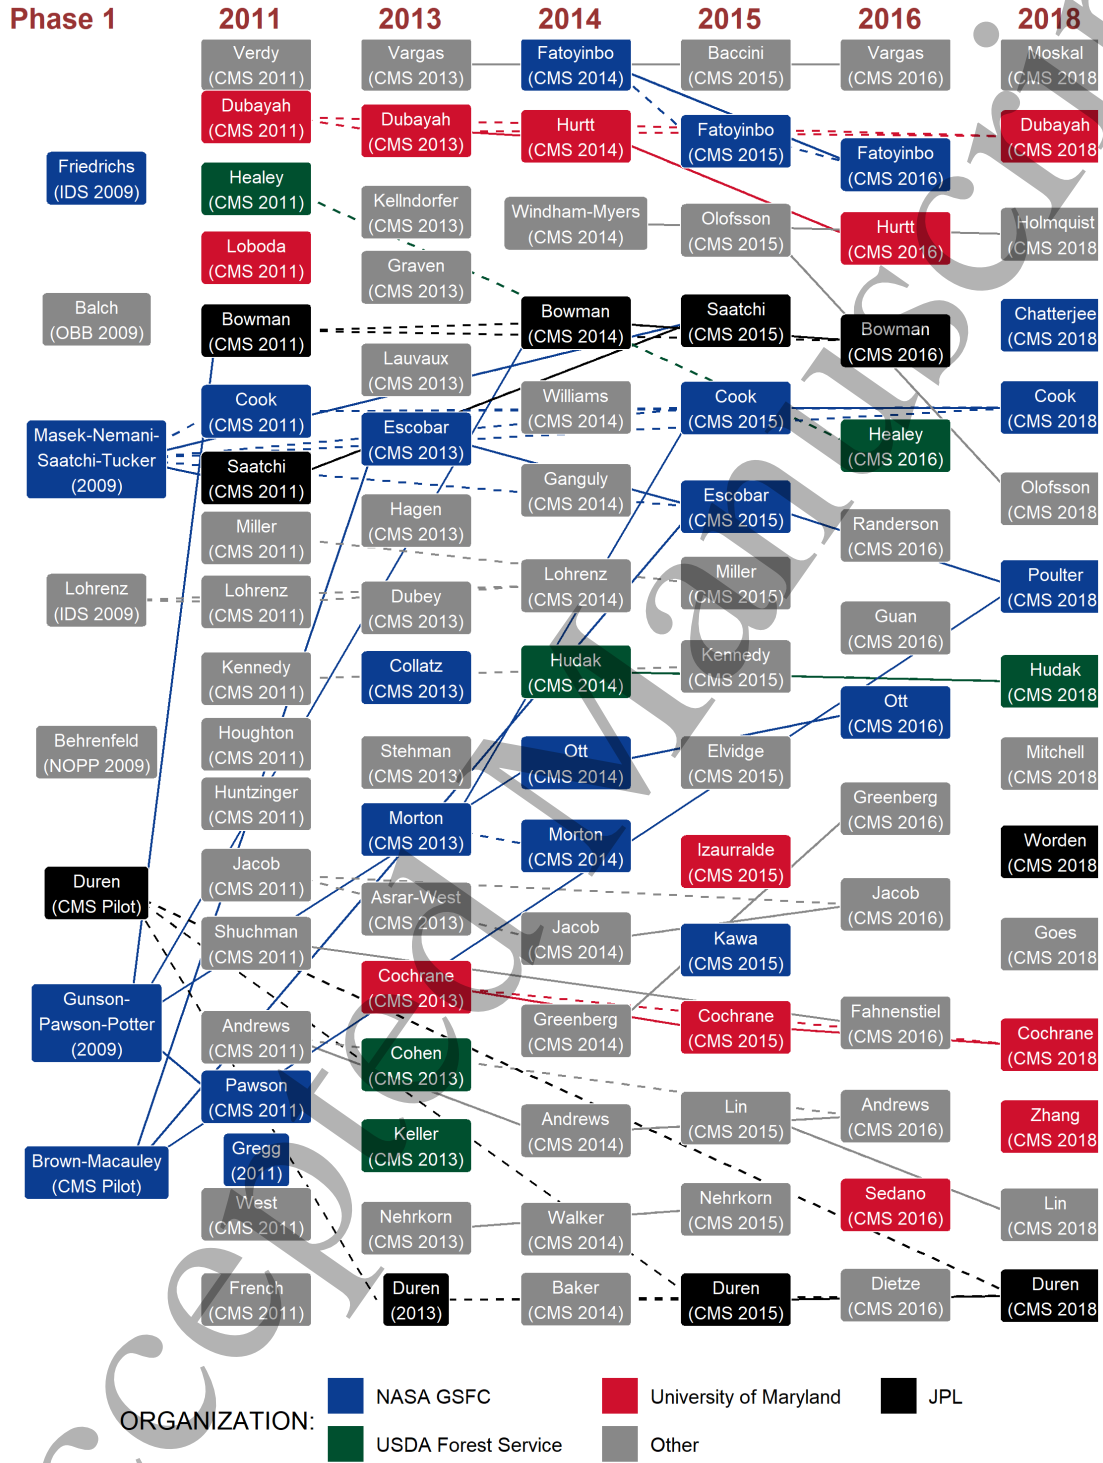 Phase 1
2011
2013
2014
2015
2016
2018
Friedrichs
(IDS 2009)
Balch
(OBB 2009)
Masek-Nemani-
Saatchi-Tucker
(2009)
Lohrenz
(IDS 2009)
Behrenfeld
(NOPP 2009)
Duren
(CMS Pilot)
Gunson-
Pawson-Potter
(2009)
Brown-Macauley
(CMS Pilot)
Verdy
(CMS 2011)
Dubayah
(CMS 2011)
Healey
(CMS 2011)
Loboda
(CMS 2011)
Bowman
(CMS 2011)
Cook
(CMS 2011)
Saatchi
(CMS 2011)
Miller
(CMS 2011)
Lohrenz
(CMS 2011)
Kennedy
(CMS 2011)
Houghton
(CMS 2011)
Huntzinger
(CMS 2011)
Jacob
(CMS 2011)
Shuchman
(CMS 2011)
Andrews
(CMS 2011)
Pawson
(CMS 2011)
Gregg
(2011)
West
(CMS 2011)
French
(CMS 2011)
Vargas
(CMS 2013)
Dubayah
(CMS 2013)
Kellndorfer
(CMS 2013)
Graven
(CMS 2013)
Lauvaux
(CMS 2013)
Escobar
(CMS 2013)
Hagen
(CMS 2013)
Dubey
(CMS 2013)
Collatz
(CMS 2013)
Stehman
(CMS 2013)
Morton
(CMS 2013)
Asrar-West
(CMS 2013)
Cochrane
(CMS 2013)
Cohen
(CMS 2013)
Keller
(CMS 2013)
Nehrkorn
(CMS 2013)
Duren
(2013)
Fatoyinbo
(CMS 2014)
Hurtt
(CMS 2014)
Windham-Myers
(CMS 2014)
Bowman
(CMS 2014)
Williams
(CMS 2014)
Ganguly
(CMS 2014)
Lohrenz
(CMS 2014)
Hudak
(CMS 2014)
Ott
(CMS 2014)
Morton
(CMS 2014)
Jacob
(CMS 2014)
Greenberg
(CMS 2014)
Andrews
(CMS 2014)
Walker
(CMS 2014)
Baker
(CMS 2014)
Baccini
(CMS 2015)
Fatoyinbo
(CMS 2015)
Olofsson
(CMS 2015)
Saatchi
(CMS 2015)
Cook
(CMS 2015)
Escobar
(CMS 2015)
Miller
(CMS 2015)
Kennedy
(CMS 2015)
Elvidge
(CMS 2015)
Izaurralde
(CMS 2015)
Kawa
(CMS 2015)
Cochrane
(CMS 2015)
Lin
(CMS 2015)
Nehrkorn
(CMS 2015)
Duren
(CMS 2015)
Vargas
(CMS 2016)
Fatoyinbo
(CMS 2016)
Hurtt
(CMS 2016)
Bowman
(CMS 2016)
Healey
(CMS 2016)
Randerson
(CMS 2016)
Guan
(CMS 2016)
Ott
(CMS 2016)
Greenberg
(CMS 2016)
Jacob
(CMS 2016)
Fahnenstiel
(CMS 2016)
Andrews
(CMS 2016)
Sedano
(CMS 2016)
Dietze
(CMS 2016)
Moskal
(CMS 2018
Dubayah
(CMS 2018
Holmquist
(CMS 2018
Chatterjee
(CMS 2018
Cook
(CMS 2018
Olofsson
(CMS 2018
Poulter
(CMS 2018
Hudak
(CMS 2018
Mitchell
(CMS 2018
Worden
(CMS 2018
Goes
(CMS 2018
Cochrane
(CMS 2018
Zhang
(CMS 2018
Lin
(CMS 2018
Duren
(CMS 2018
ORGANIZATION:
NASA GSFC
University of Maryland
JPL
USDA Forest Service
Other
ccepted Manuscrip